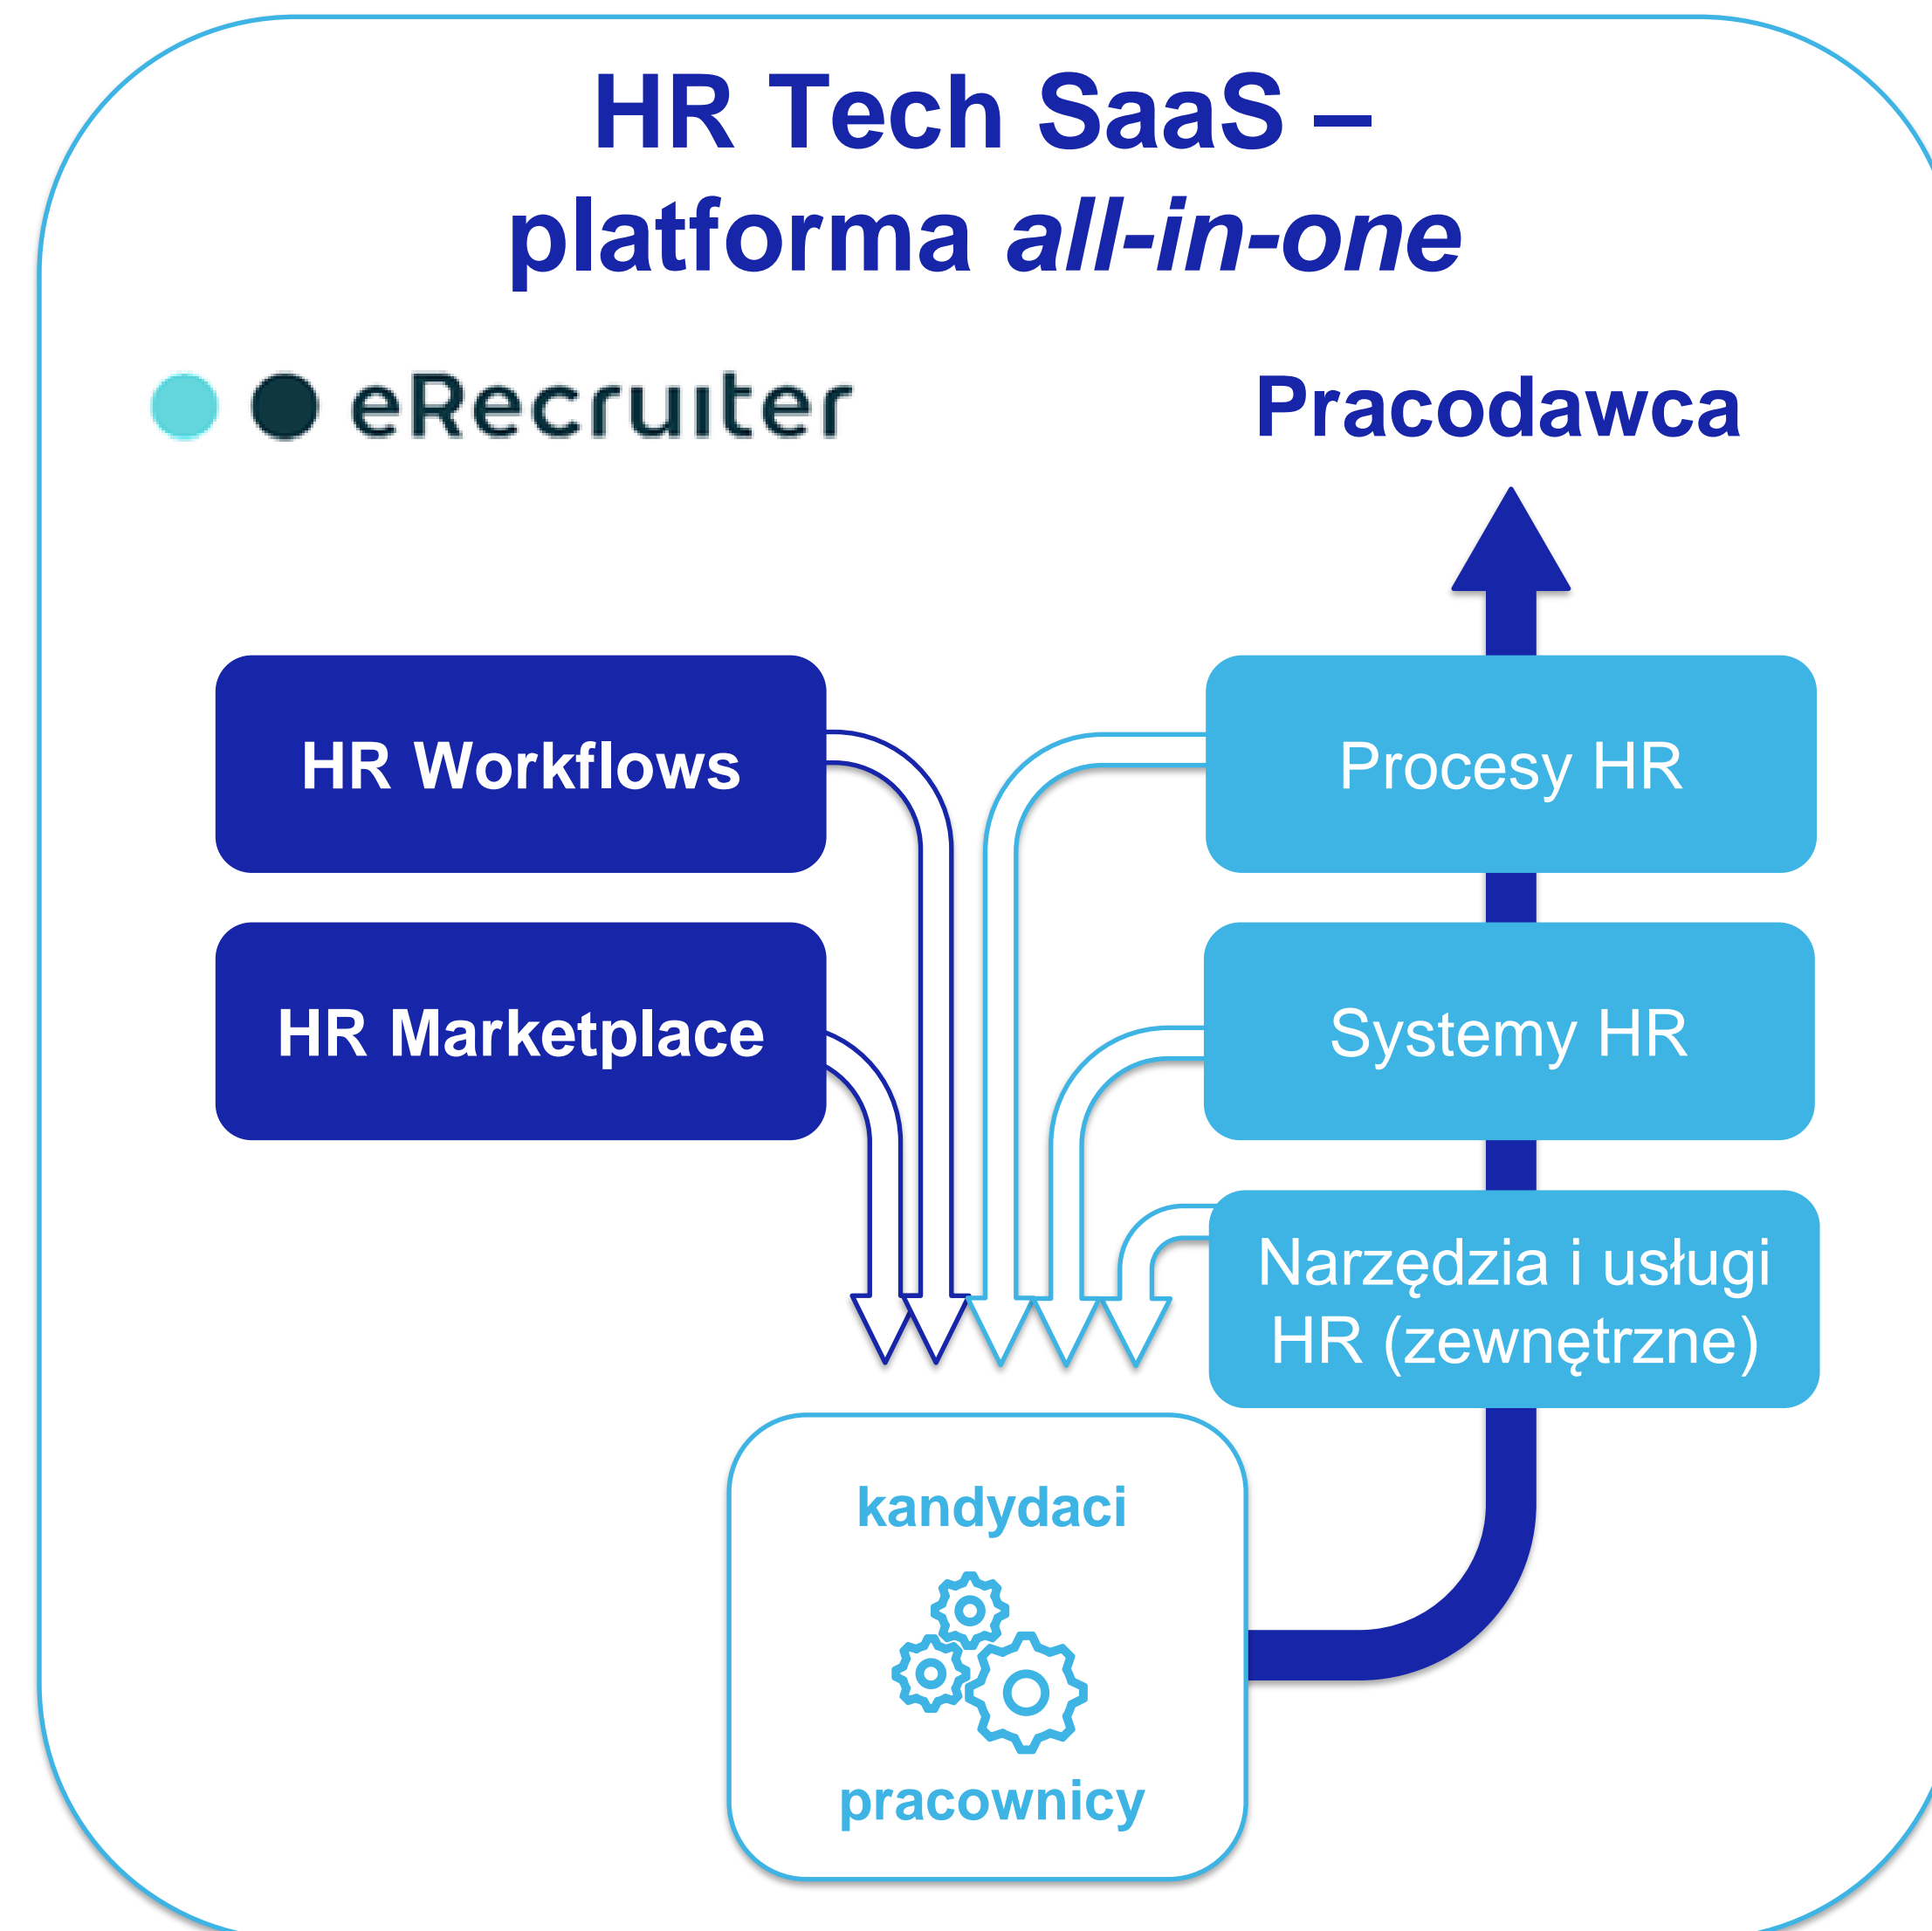 HR Tech SaaS –
platforma all-in-one
eRecruiter
Pracodawca
HR Workflows
Procesy HR
HR Marketplace
Systemy HR
Narzędzia i usługi
HR (zewnętrzne)
kandydaci
pracownicy